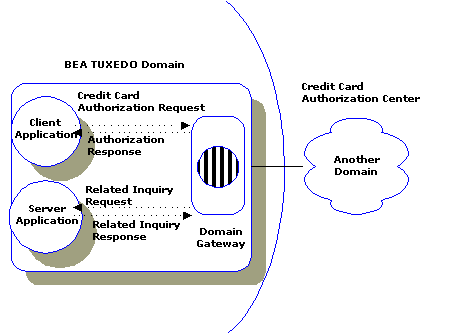 BEA TUXEDO Domain
Credit Card
Authorization Request
Client
Application
Authorization
Response
Related Inquiry
Request
Server
Application
Related Inquiry
Response
Domain
Gateway
Credit Card
Authorization Center
Another
Domain